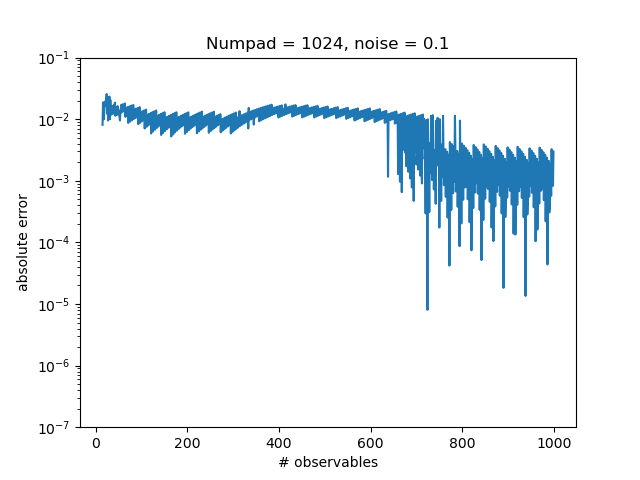 Numpad = 1024, noise = 0.1
absolute error
10⁻¹
10⁻²
10⁻³
10⁻⁴
10⁻⁵
10⁻⁶
10⁻⁷
0 200 400 600 800 1000
# observables